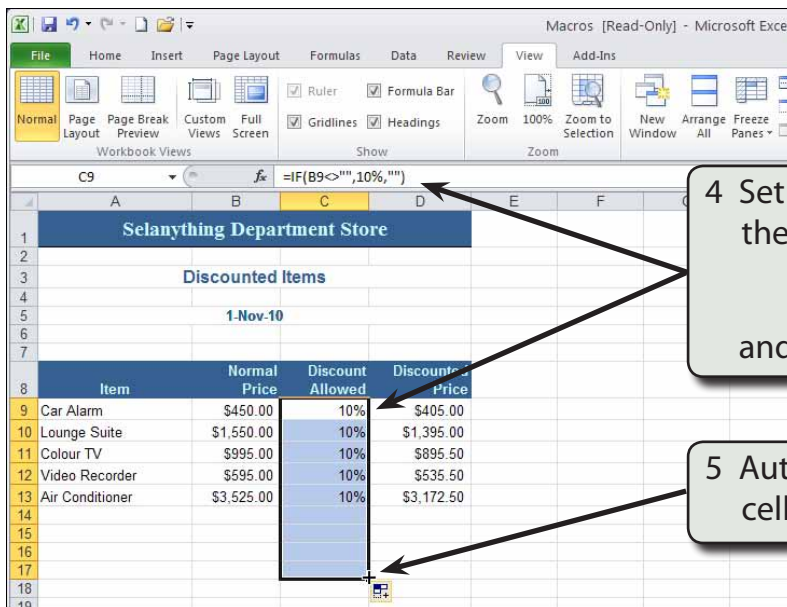 Macros [Read-Only] - Microsoft Exce
File Home Insert Page Layout Formulas Data Review View Add-Ins
Normal Page Layout Page Break Preview Custom Views Full Screen
Ruler Formula Bar
Gridlines Headings
Zoom 100% Zoom to Selection New Window Arrange All Freeze Panes
Workbook Views Show Zoom
C9 fx =IF(B9<>"",10%,"")
A B C D E F
1 Selanything Department Store
2
3 Discounted Items
4
5 1-Nov-10
6
7
8 Item Normal Price Discount Allowed Discounted Price
9 Car Alarm $450.00 10% $405.00
10 Lounge Suite $1,550.00 10% $1,395.00
11 Colour TV $995.00 10% $895.50
12 Video Recorder $595.00 10% $535.50
13 Air Conditioner $3,525.00 10% $3,172.50
14
15
16
17
18
4 Set
the
and
5 Aut
cell